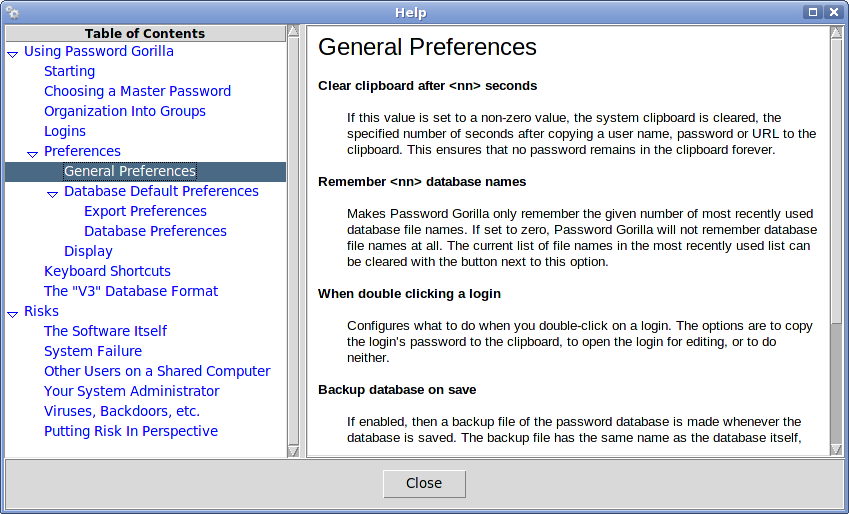 Help
Table of Contents
Using Password Gorilla
Starting
Choosing a Master Password
Organization Into Groups
Logins
Preferences
General Preferences
Database Default Preferences
Export Preferences
Database Preferences
Display
Keyboard Shortcuts
The "V3" Database Format
Risks
The Software Itself
System Failure
Other Users on a Shared Computer
Your System Administrator
Viruses, Backdoors, etc.
Putting Risk In Perspective
General Preferences
Clear clipboard after <nn> seconds
If this value is set to a non-zero value, the system clipboard is cleared, the
specified number of seconds after copying a user name, password or URL to the
clipboard. This ensures that no password remains in the clipboard forever.
Remember <nn> database names
Makes Password Gorilla only remember the given number of most recently used
database file names. If set to zero, Password Gorilla will not remember database
file names at all. The current list of file names in the most recently used list can
be cleared with the button next to this option.
When double clicking a login
Configures what to do when you double-click on a login. The options are to copy
the login's password to the clipboard, to open the login for editing, or to do
neither.
Backup database on save
If enabled, then a backup file of the password database is made whenever the
database is saved. The backup file has the same name as the database itself,
Close